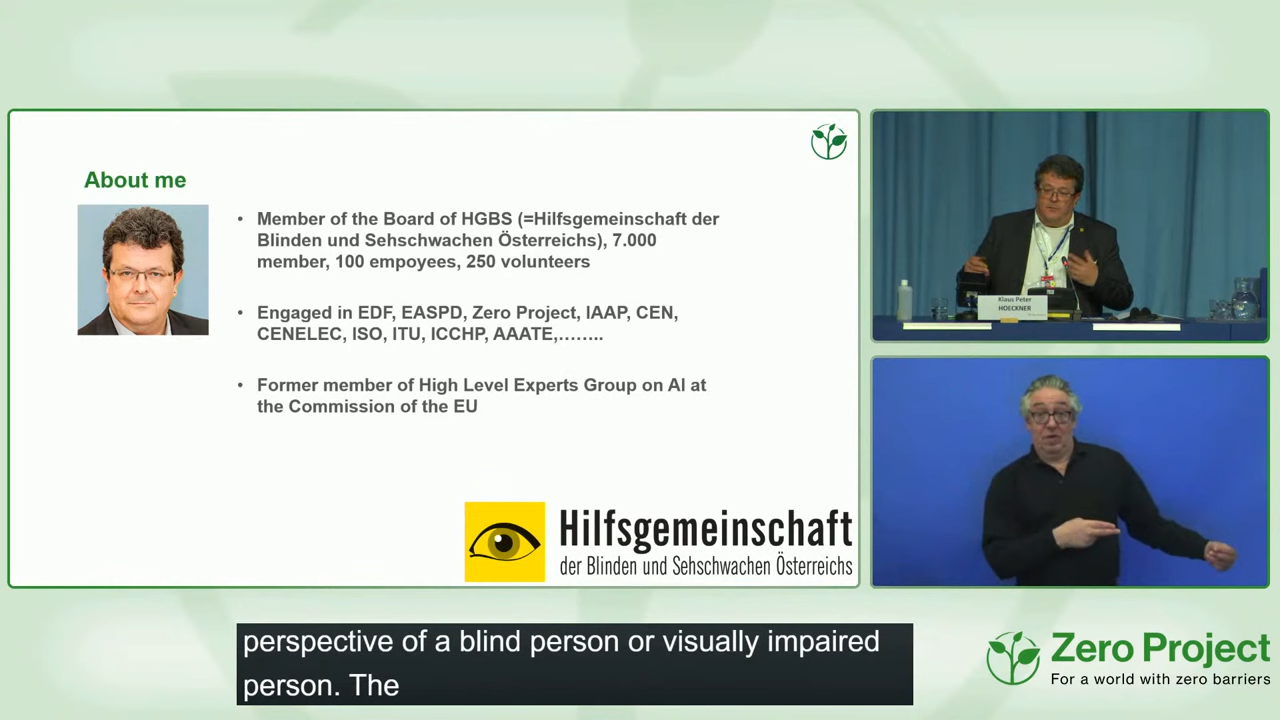 About me
• Member of the Board of HGBS (=Hilfsgemeinschaft der
Blinden und Sehschwachen Österreichs), 7.000
member, 100 empoyees, 250 volunteers
• Engaged in EDF, EASPD, Zero Project, IAAP, CEN,
CENELEC, ISO, ITU, ICCHP, AAATE,……..
• Former member of High Level Experts Group on AI at
the Commission of the EU
Hilfsgemeinschaft
der Blinden und Sehschwachen Österreichs
Klaus Peter
HOECKNER
perspective of a blind person or visually impaired
person. The
Zero Project
For a world with zero barriers